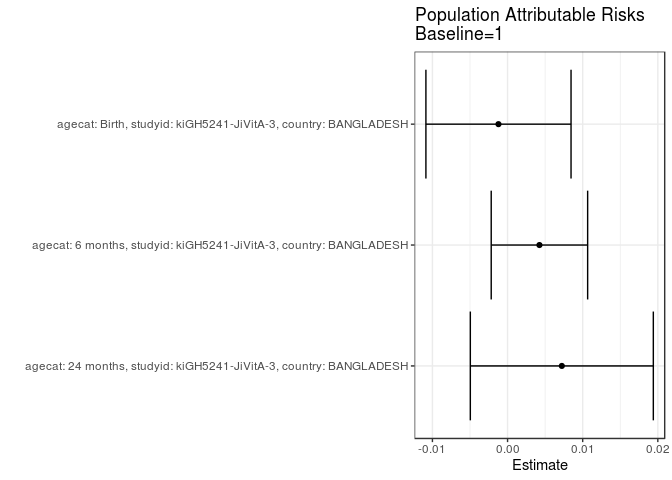 Population Attributable Risks
Baseline=1
agecat: Birth, studyid: kiGH5241-JiVitA-3, country: BANGLADESH
agecat: 6 months, studyid: kiGH5241-JiVitA-3, country: BANGLADESH
agecat: 24 months, studyid: kiGH5241-JiVitA-3, country: BANGLADESH
-0.01 0.00 0.01 0.02
Estimate